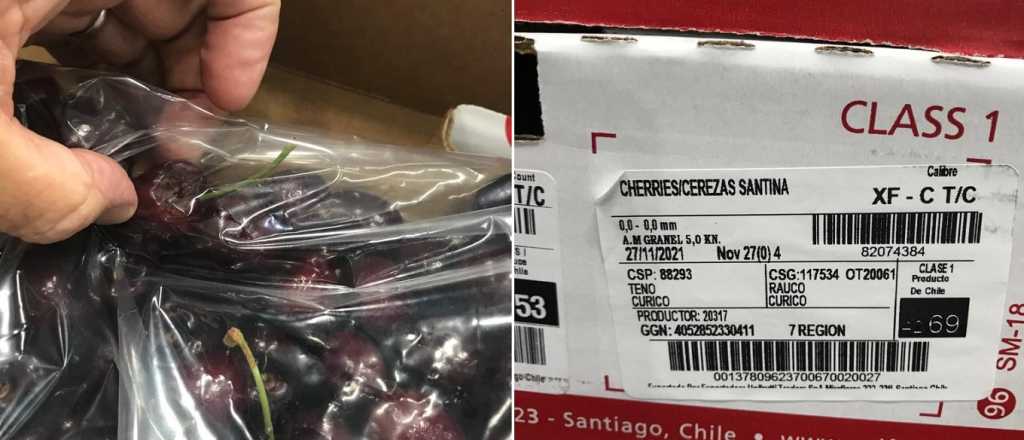 CLASS 1
Calibre
CHERRIES/CEREZAS SANTINA
XF - C T/C
0,0 - 0,0 mm
A.M GRANEL 5,0 KN.
27/11/2021 Nov 27(0) 4
82074384
CSP: 88293
TENO
CURICO
CSG:117534 OT20061
RAUCO
CURICO
CLASE 1
Producto
De Chile
69
PRODUCTOR: 20317
GGN: 4052852330411 7 REGION
00137809623700670020027
T/C
53
SM-18
96
23 - Santiago, Chile •